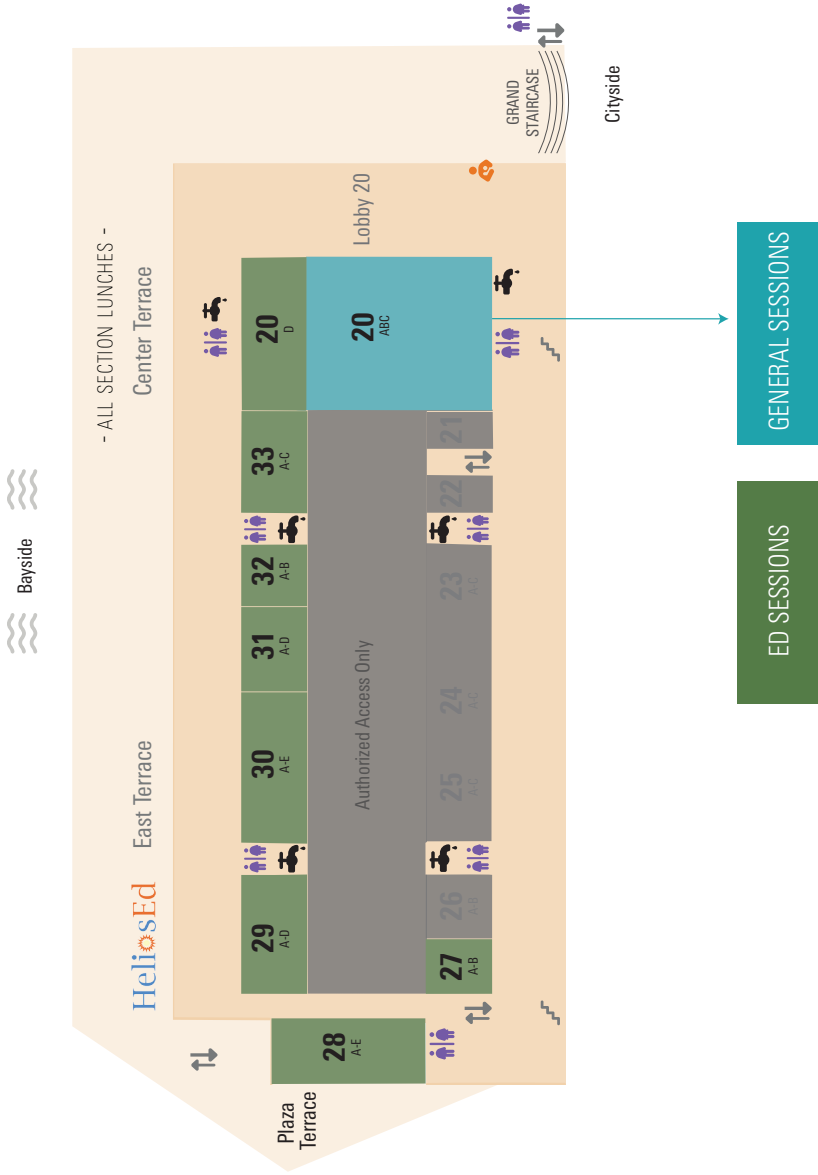 Bayside
- ALL SECTION LUNCHES -
HeliosEd
East Terrace
Center Terrace
Plaza
Terrace
28
A-E
29
A-D
30
A-E
31
A-D
32
A-B
33
A-C
20
D
Authorized Access Only
20
ABC
Lobby 20
27
A-B
26
A-B
25
A-C
24
A-C
23
A-C
22
21
GRAND
STAIRCASE
Cityside
ED SESSIONS
GENERAL SESSIONS